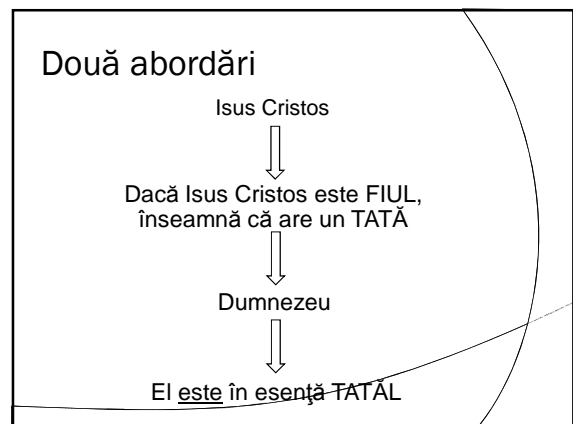 Două abordări
Isus Cristos
Dacă Isus Cristos este FIUL,
înseamnă că are un TATĂ
Dumnezeu
El este în esenţă TATĂL